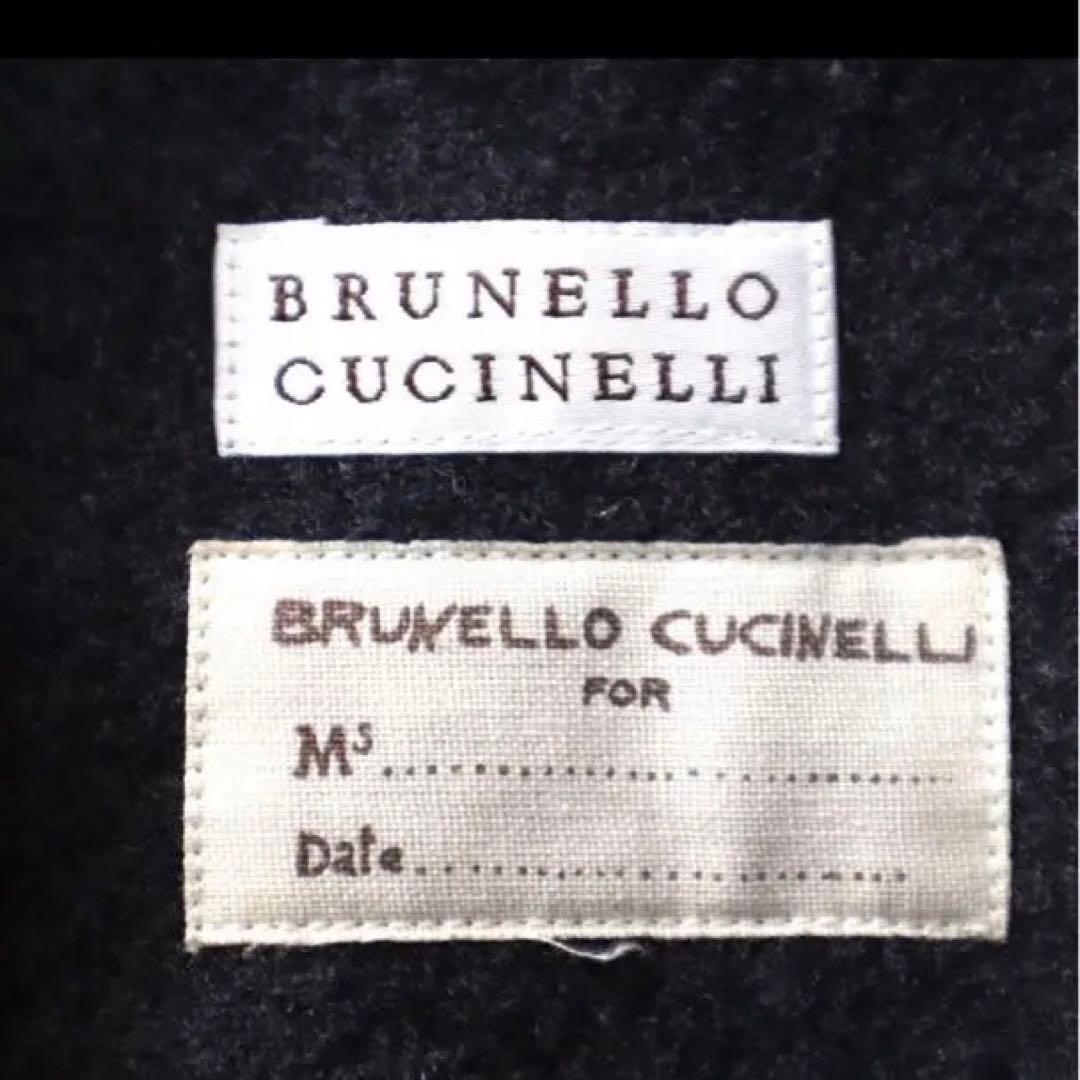 BRUNELLO
CUCINELLI
BRUNELLO CUCINELLI
FOR
Ms..............................
Date..............................